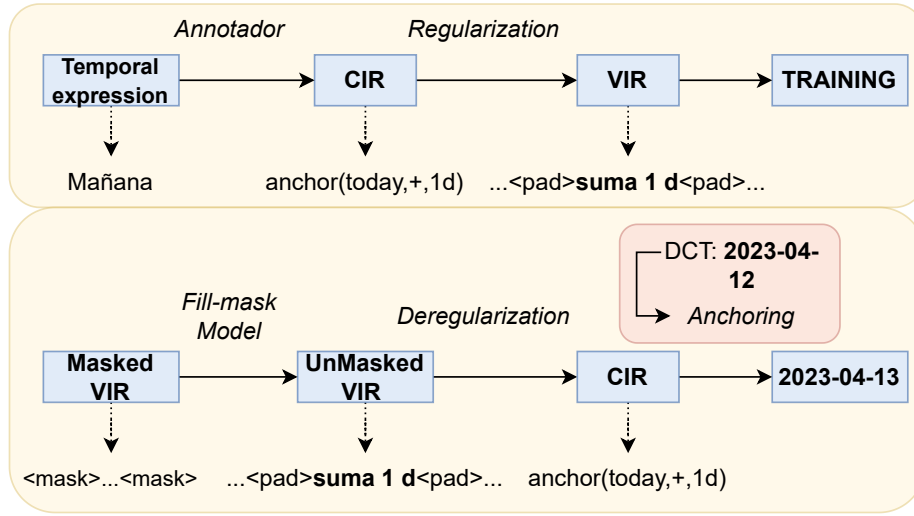 Annotador Regularization
Temporal expression CIR VIR TRAINING
Mañana anchor(today,+,1d) ...<pad>suma 1 d<pad>...
DCT: 2023-04-
12
Anchoring
Fill-mask
Model
Deregularization
Masked VIR UnMasked VIR CIR 2023-04-13
<mask>...<mask> ...<pad>suma 1 d<pad>... anchor(today,+,1d)